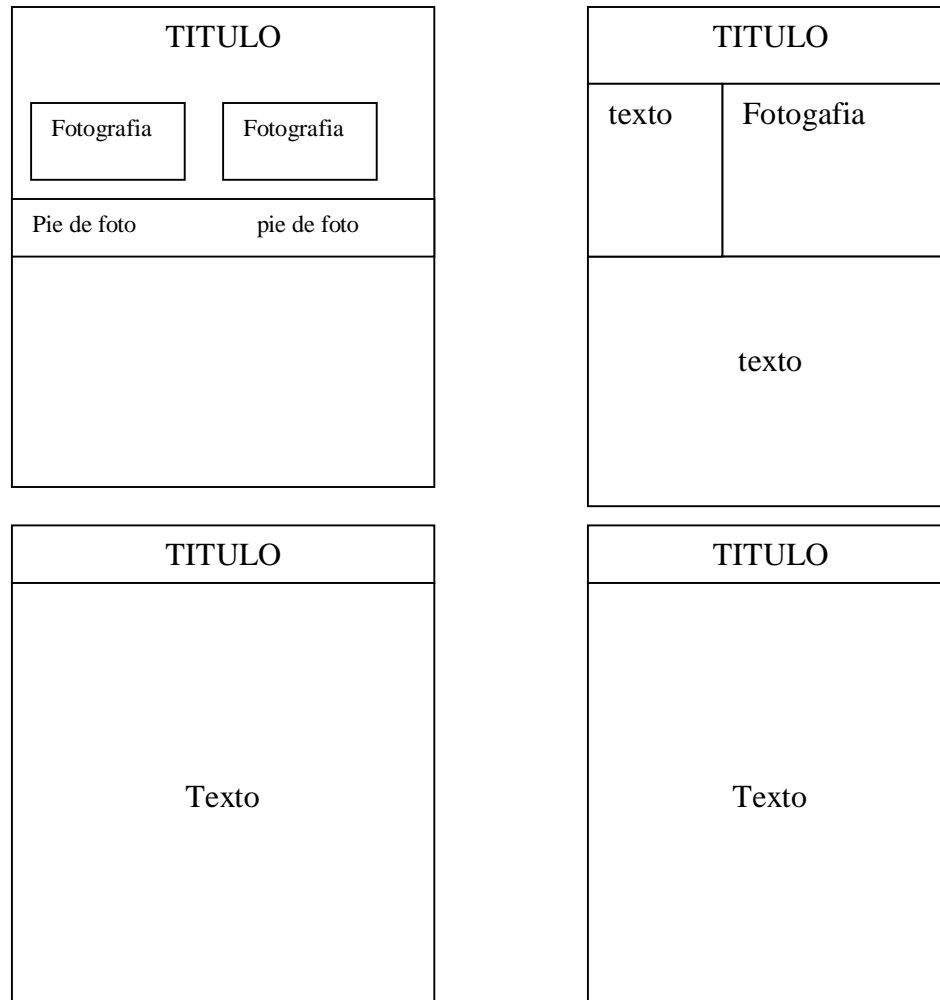 TITULO
Fotografia
Fotografia
Pie de foto
pie de foto
TITULO
texto
Fotogafia
texto
TITULO
Texto
TITULO
Texto